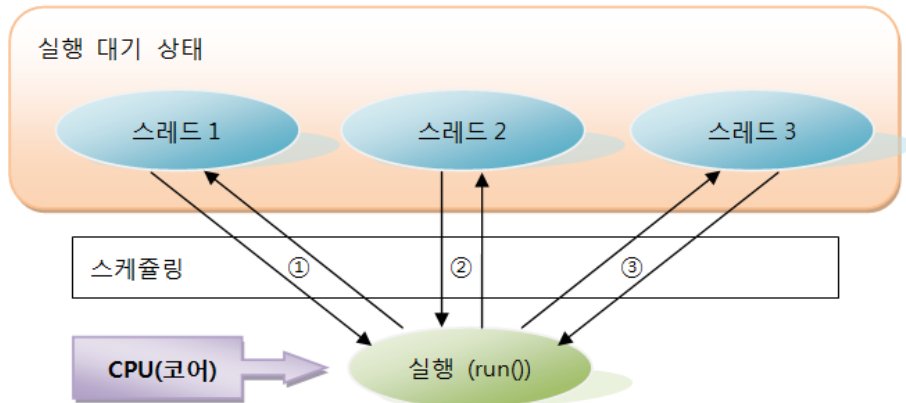 실행 대기 상태
스레드 1
스레드 2
스레드 3
스케쥴링
①
②
③
CPU(코어)
실행 (run())